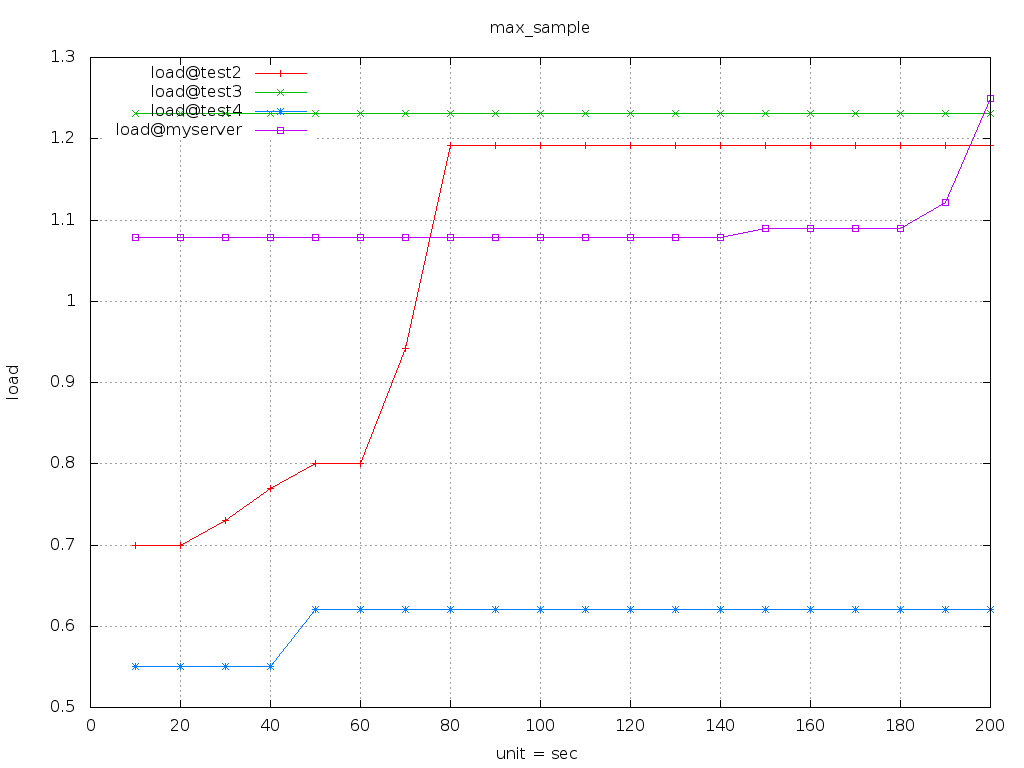 max_sample
load@test2
load@test3
load@test4
load@myserver
1.3
1.2
1.1
1
0.9
0.8
0.7
0.6
0.5
load
0 20 40 60 80 100 120 140 160 180 200
unit = sec